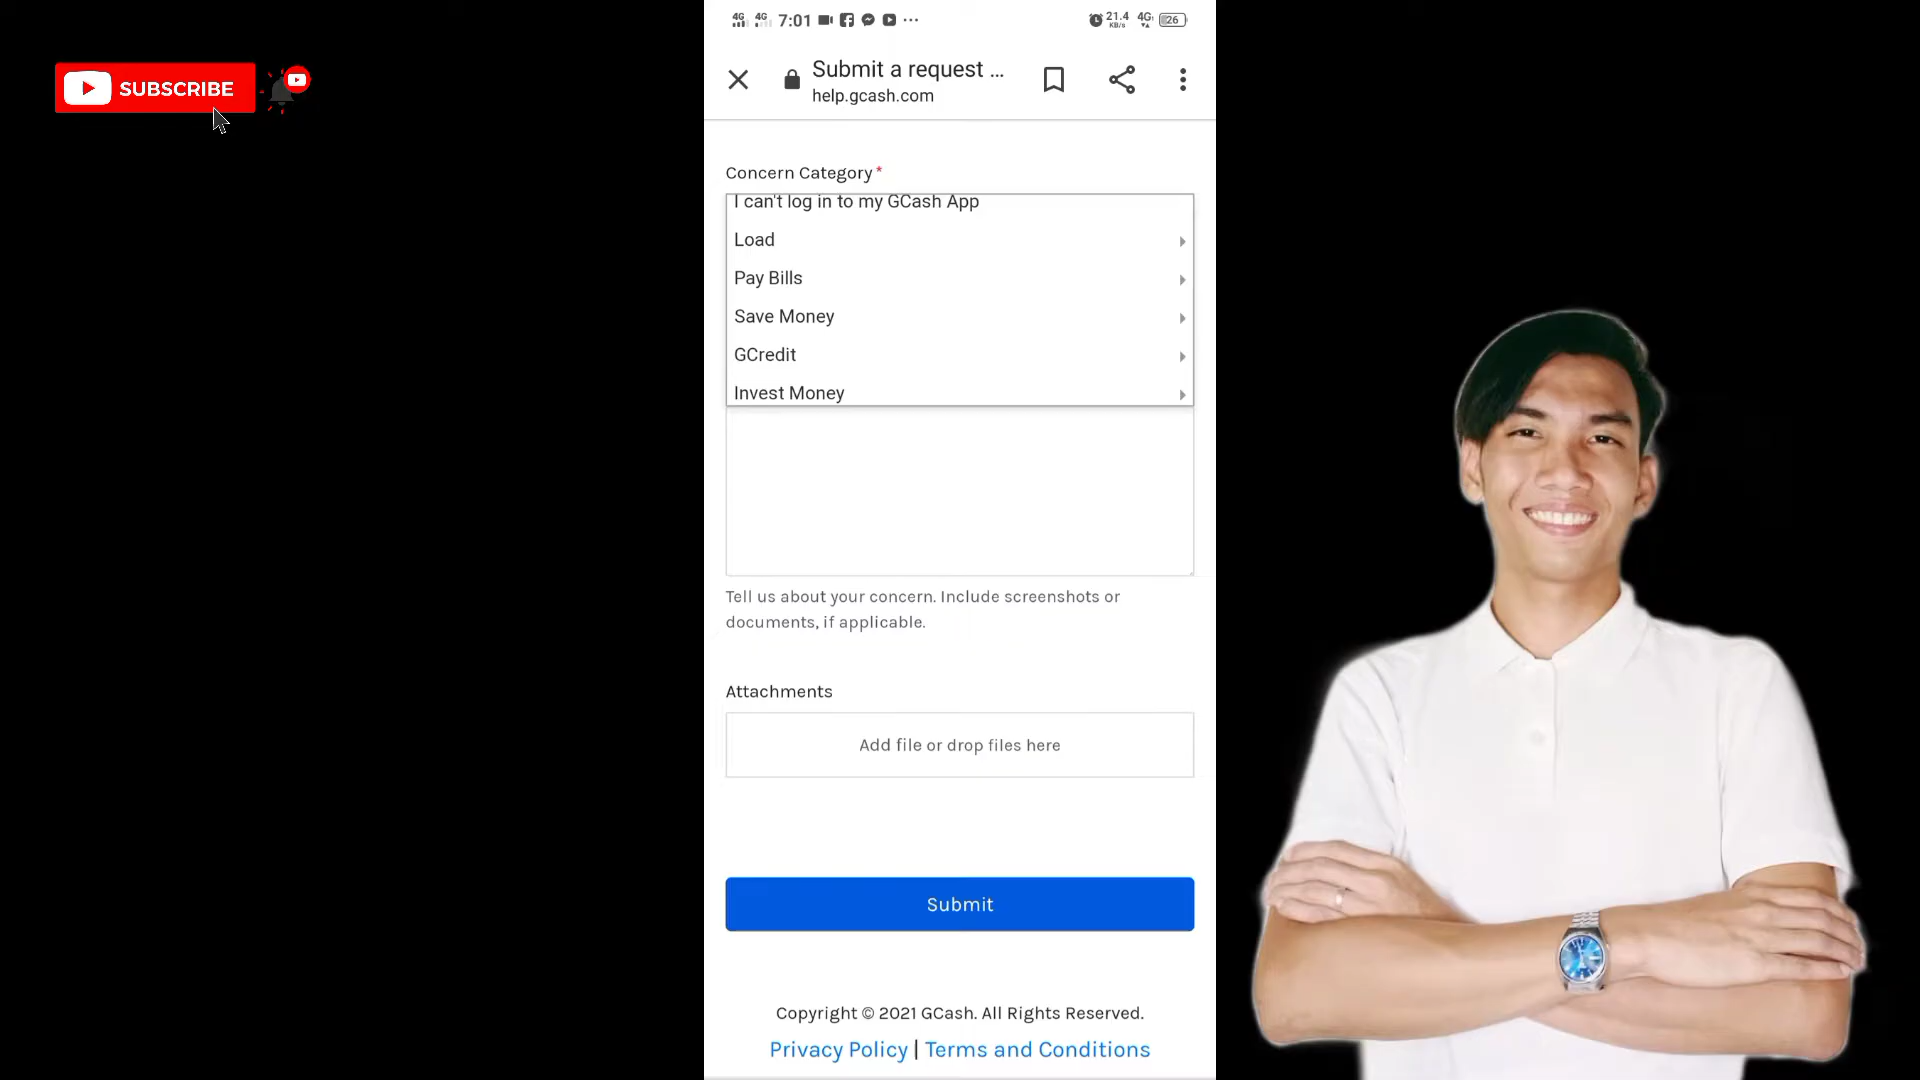 SUBSCRIBE
4G 4G 7:01 ... 21.4 KB/s 4G 26
Submit a request ...
help.gcash.com
Concern Category *
I can't log in to my GCash App
Load
Pay Bills
Save Money
GCredit
Invest Money
Tell us about your concern. Include screenshots or
documents, if applicable.
Attachments
Add file or drop files here
Submit
Copyright © 2021 GCash. All Rights Reserved.
Privacy Policy | Terms and Conditions